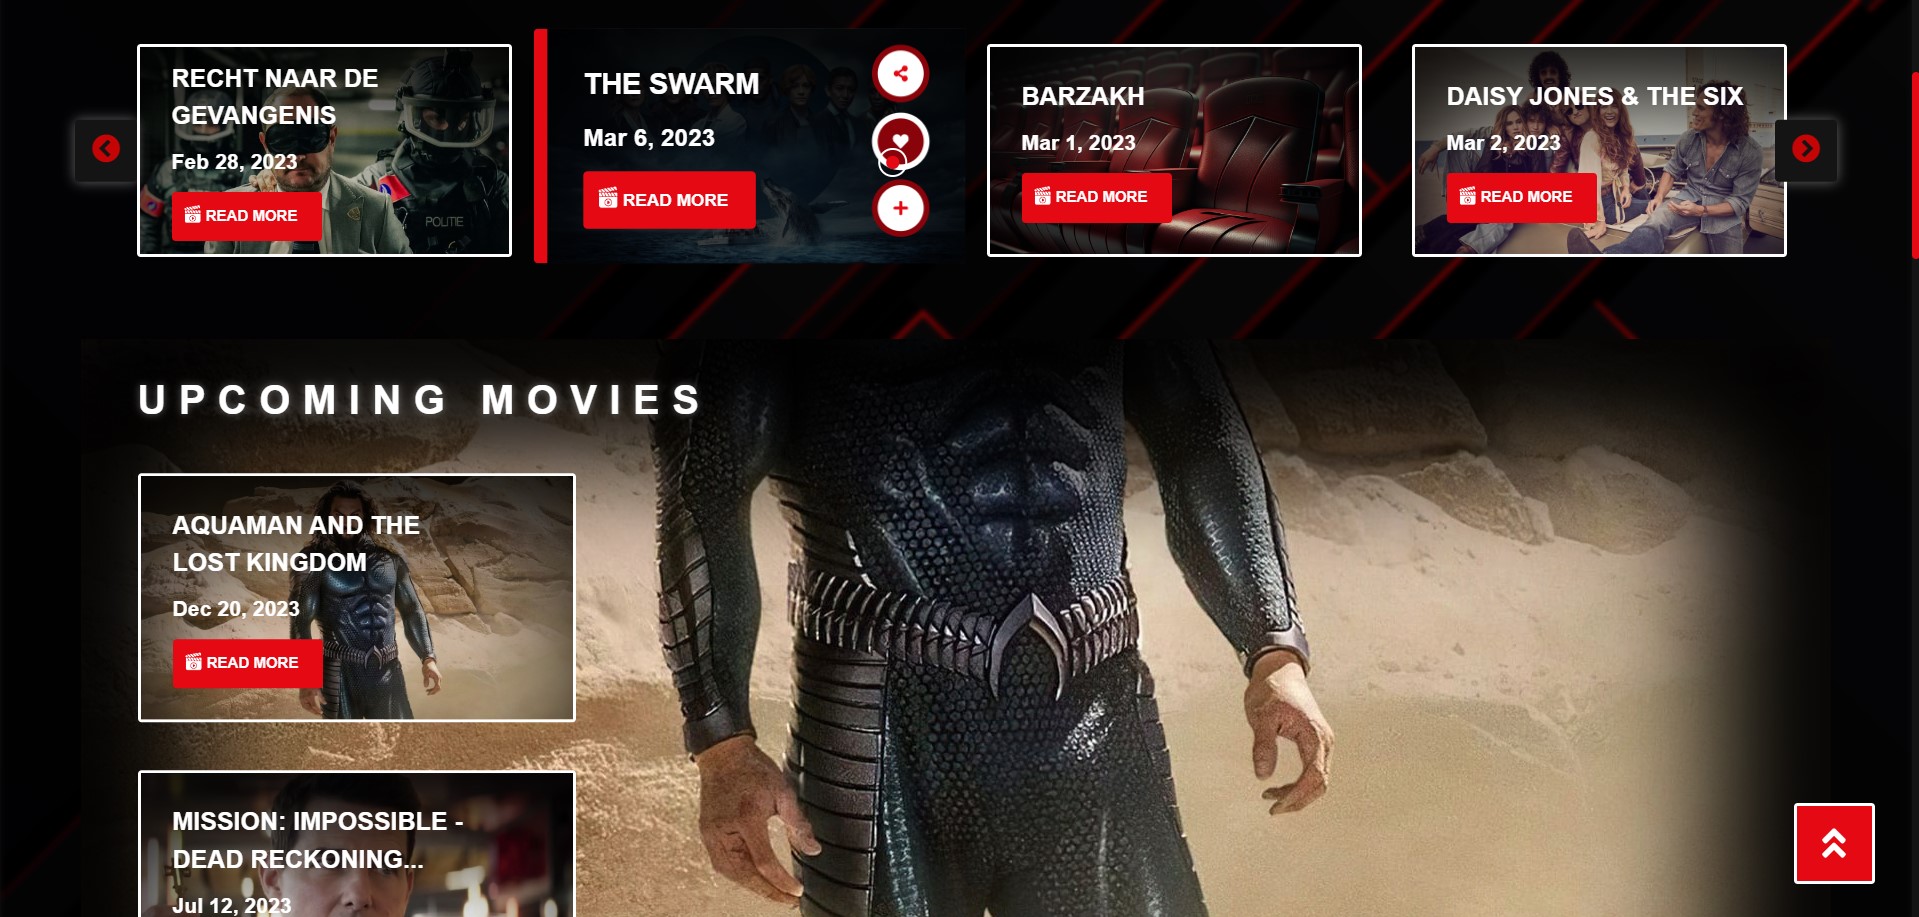 RECHT NAAR DE
GEVANGENIS
Feb 28, 2023
READ MORE
POLITIE
THE SWARM
Mar 6, 2023
READ MORE
BARZAKH
Mar 1, 2023
READ MORE
DAISY JONES & THE SIX
Mar 2, 2023
READ MORE
UPCOMING MOVIES
AQUAMAN AND THE
LOST KINGDOM
Dec 20, 2023
READ MORE
MISSION: IMPOSSIBLE -
DEAD RECKONING...
Jul 12, 2023